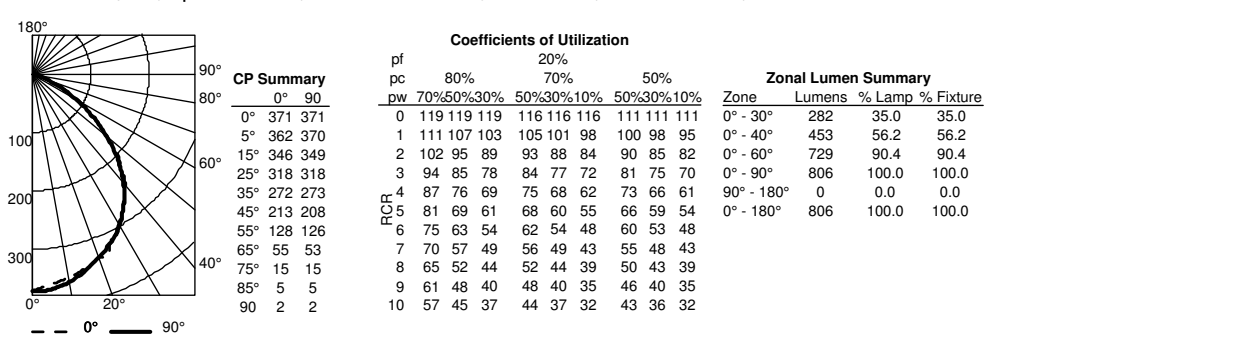 180°
90°
80°
60°
40°
100
200
300
0°
20°
0° 90°
CP Summary
0° 90
0° 371 371
5° 362 370
15° 346 349
25° 318 318
35° 272 273
45° 213 208
55° 128 126
65° 55 53
75° 15 15
85° 5 5
90 2 2
Coefficients of Utilization
pf 20%
pc 80% 70% 50%
pw 70%50%30% 50%30%10% 50%30%10%
RCR
0 119 119 119 116 116 116 111 111 111
1 111 107 103 105 101 98 100 98 95
2 102 95 89 93 88 84 90 85 82
3 94 85 78 84 77 72 81 75 70
4 87 76 69 75 68 62 73 66 61
5 81 69 61 68 60 55 66 59 54
6 75 63 54 62 54 48 60 53 48
7 70 57 49 56 49 43 55 48 43
8 65 52 44 52 44 39 50 43 39
9 61 48 40 48 40 35 46 40 35
10 57 45 37 44 37 32 43 36 32
Zonal Lumen Summary
Zone Lumens % Lamp % Fixture
0° - 30° 282 35.0 35.0
0° - 40° 453 56.2 56.2
0° - 60° 729 90.4 90.4
0° - 90° 806 100.0 100.0
90° - 180° 0 0.0 0.0
0° - 180° 806 100.0 100.0